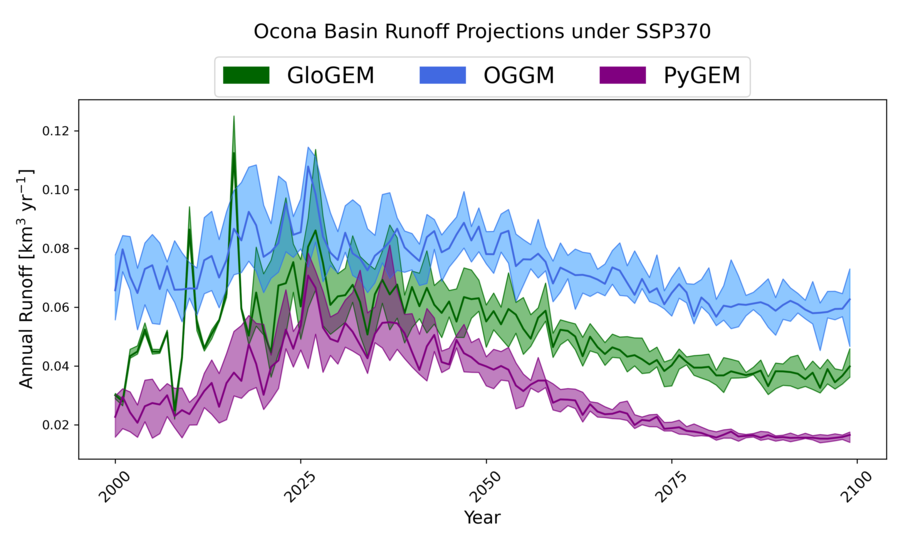 Ocona Basin Runoff Projections under SSP370
GloGEM OGGM PyGEM
Annual Runoff [km³ yr⁻¹]
0.12
0.10
0.08
0.06
0.04
0.02
2000 2025 2050 2075 2100
Year